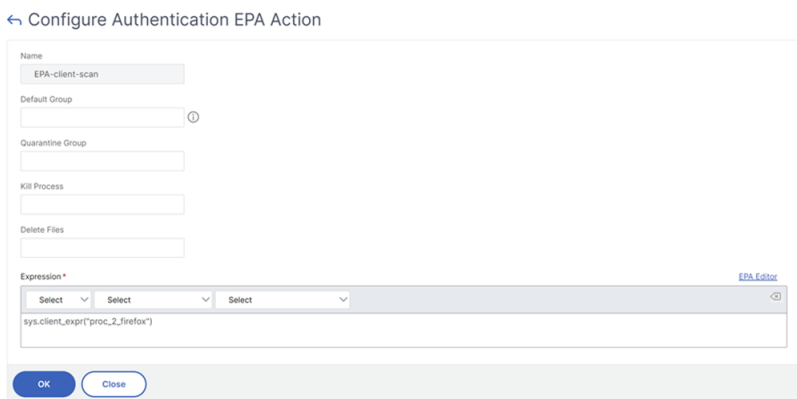 Configure Authentication EPA Action
Name
EPA-client-scan
Default Group
Quarantine Group
Kill Process
Delete Files
Expression *
EPA Editor
Select Select Select
sys.client_expr("proc_2_firefox")
OK Close